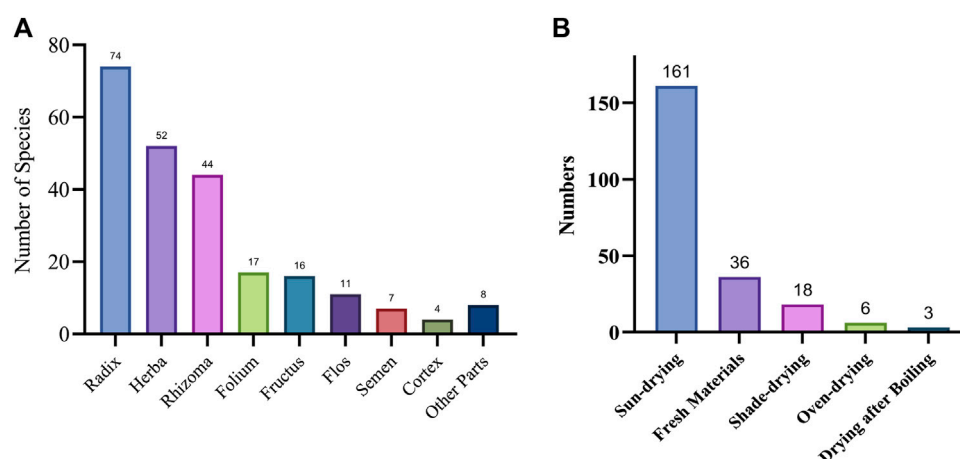 A
Number of Species
80
60
40
20
0
74
52
44
17
16
11
7
4
8
Radix
Herba
Rhizoma
Folium
Fructus
Flos
Semen
Cortex
Other Parts
B
Numbers
150
100
50
0
161
36
18
6
3
Sun-drying
Fresh Materials
Shade-drying
Oven-drying
Drying after Boiling